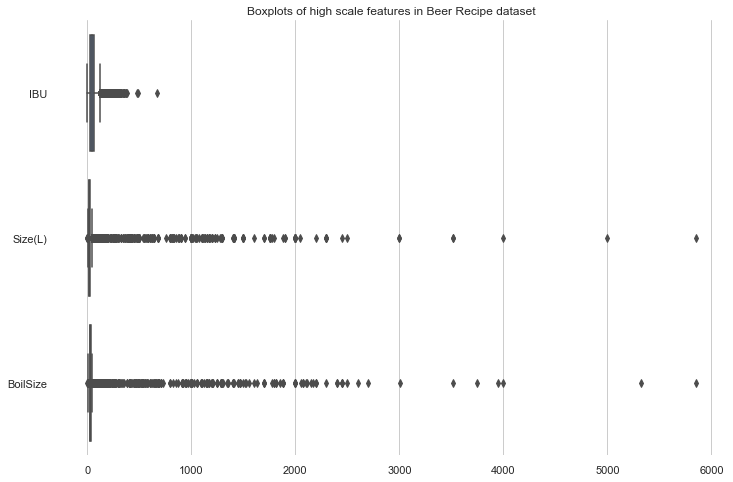 Boxplots of high scale features in Beer Recipe dataset
IBU
Size(L)
BoilSize
0 1000 2000 3000 4000 5000 6000